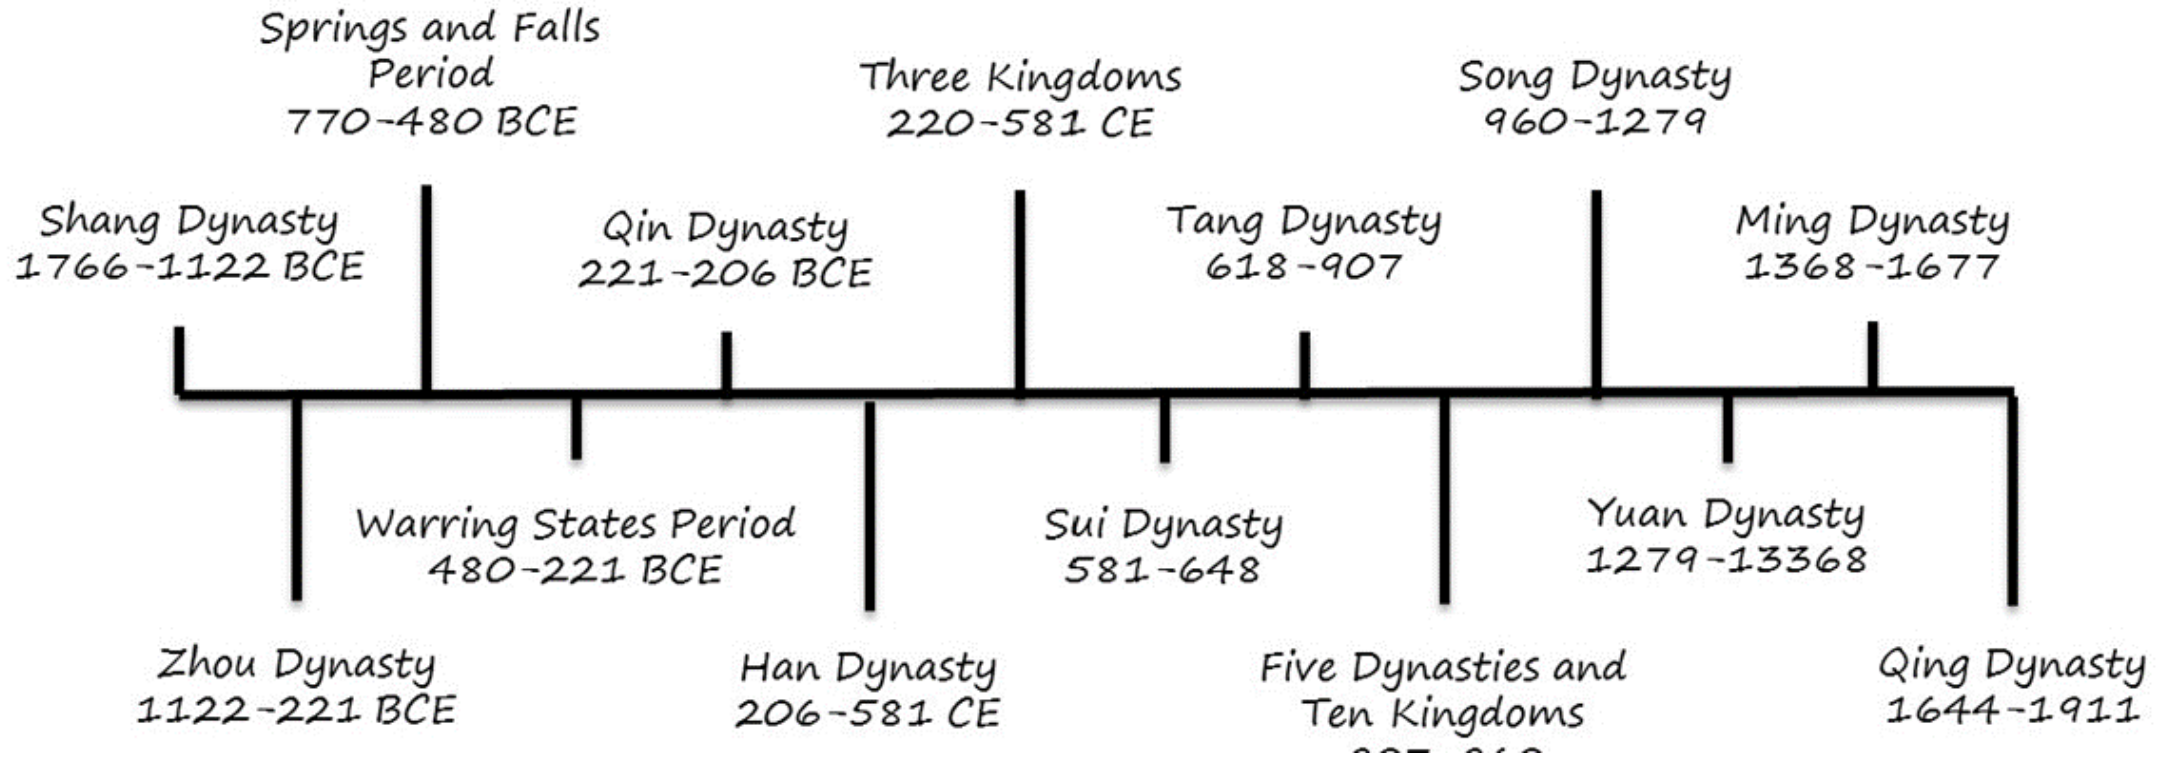 Springs and Falls
Period
770-480 BCE
Three Kingdoms
220-581 CE
Song Dynasty
960-1279
Shang Dynasty
1766-1122 BCE
Qin Dynasty
221-206 BCE
Tang Dynasty
618-907
Ming Dynasty
1368-1677
Warring States Period
480-221 BCE
Sui Dynasty
581-648
Yuan Dynasty
1279-13368
Zhou Dynasty
1122-221 BCE
Han Dynasty
206-581 CE
Five Dynasties and
Ten Kingdoms
Qing Dynasty
1644-1911